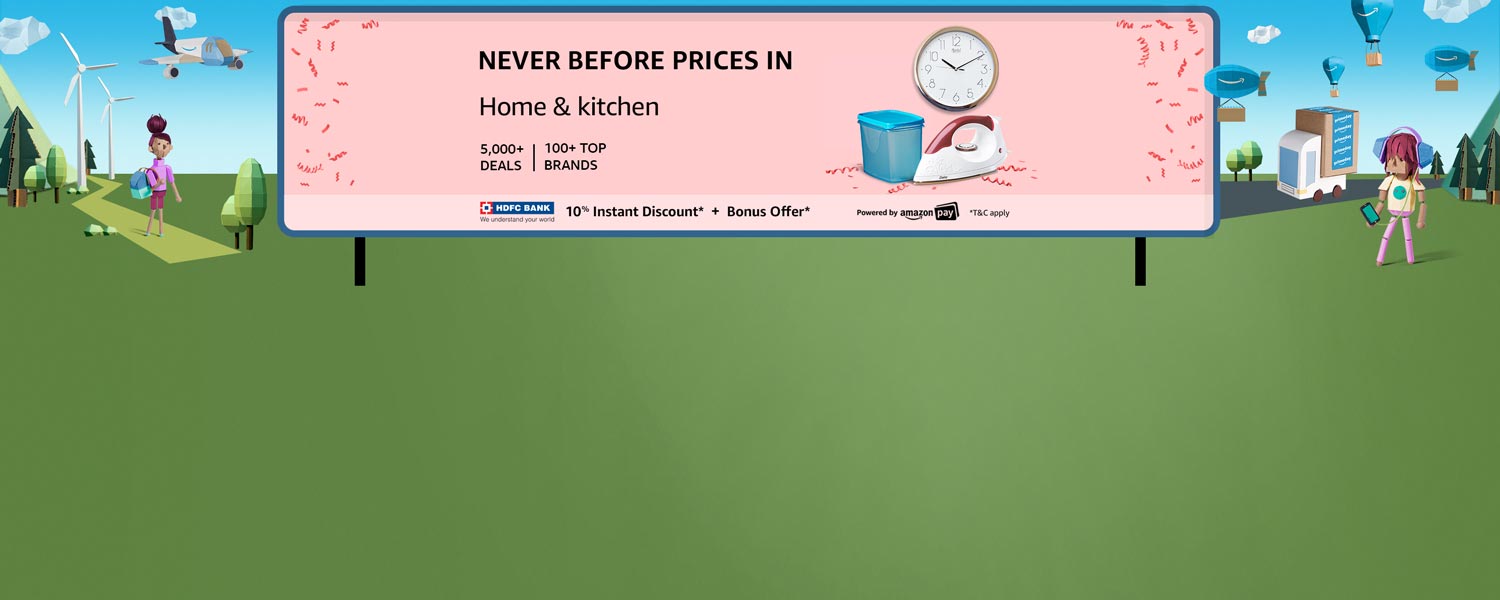 NEVER BEFORE PRICES IN
Home & kitchen
5,000+ DEALS
100+ TOP BRANDS
HDFC BANK
We understand your world
10% Instant Discount* + Bonus Offer*
Powered by amazon pay
*T&C apply